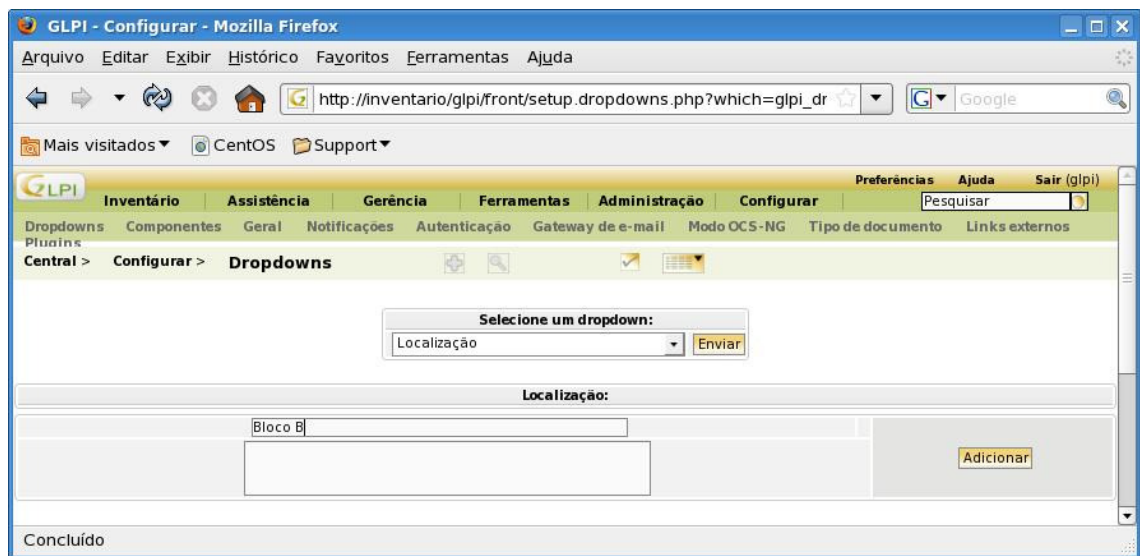 GLPI - Configurar - Mozilla Firefox
Arquivo Editar Exibir Histórico Favoritos Ferramentas Ajuda
http://inventario/glpi/front/setup.dropdowns.php?which=glpi_dr G Google
Mais visitados CentOS Support
GLPI Preferências Ajuda Sair (glpi)
Inventário Assistência Gerência Ferramentas Administração Configurar Pesquisar
Dropdowns Componentes Geral Notificações Autenticação Gateway de e-mail Modo OCS-NG Tipo de documento Links externos
Plugins
Central > Configurar > Dropdowns
Selecione um dropdown:
Localização Enviar
Localização:
Bloco B
Adicionar
Concluído